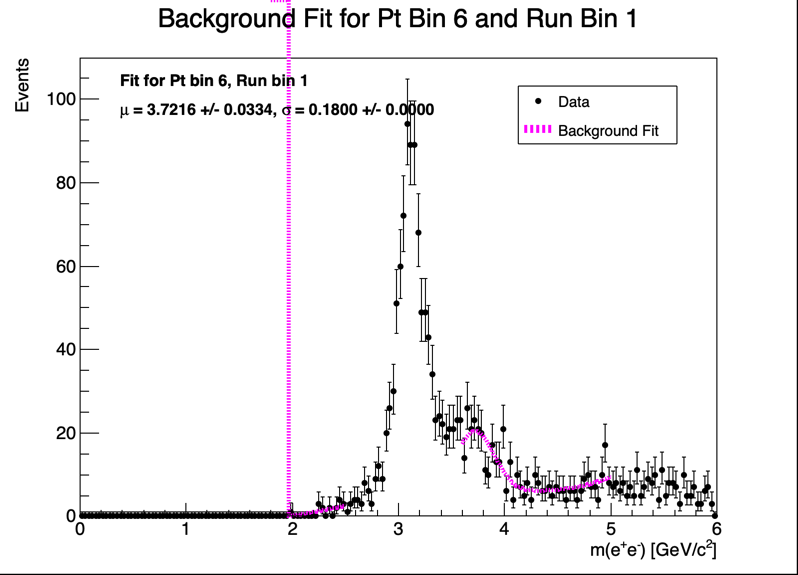 Background Fit for Pt Bin 6 and Run Bin 1
Events
Fit for Pt bin 6, Run bin 1
μ = 3.7216 +/- 0.0334, σ = 0.1800 +/- 0.0000
Data
Background Fit
100
80
60
40
20
0
0 1 2 3 4 5 6
m(e⁺e⁻) [GeV/c²]